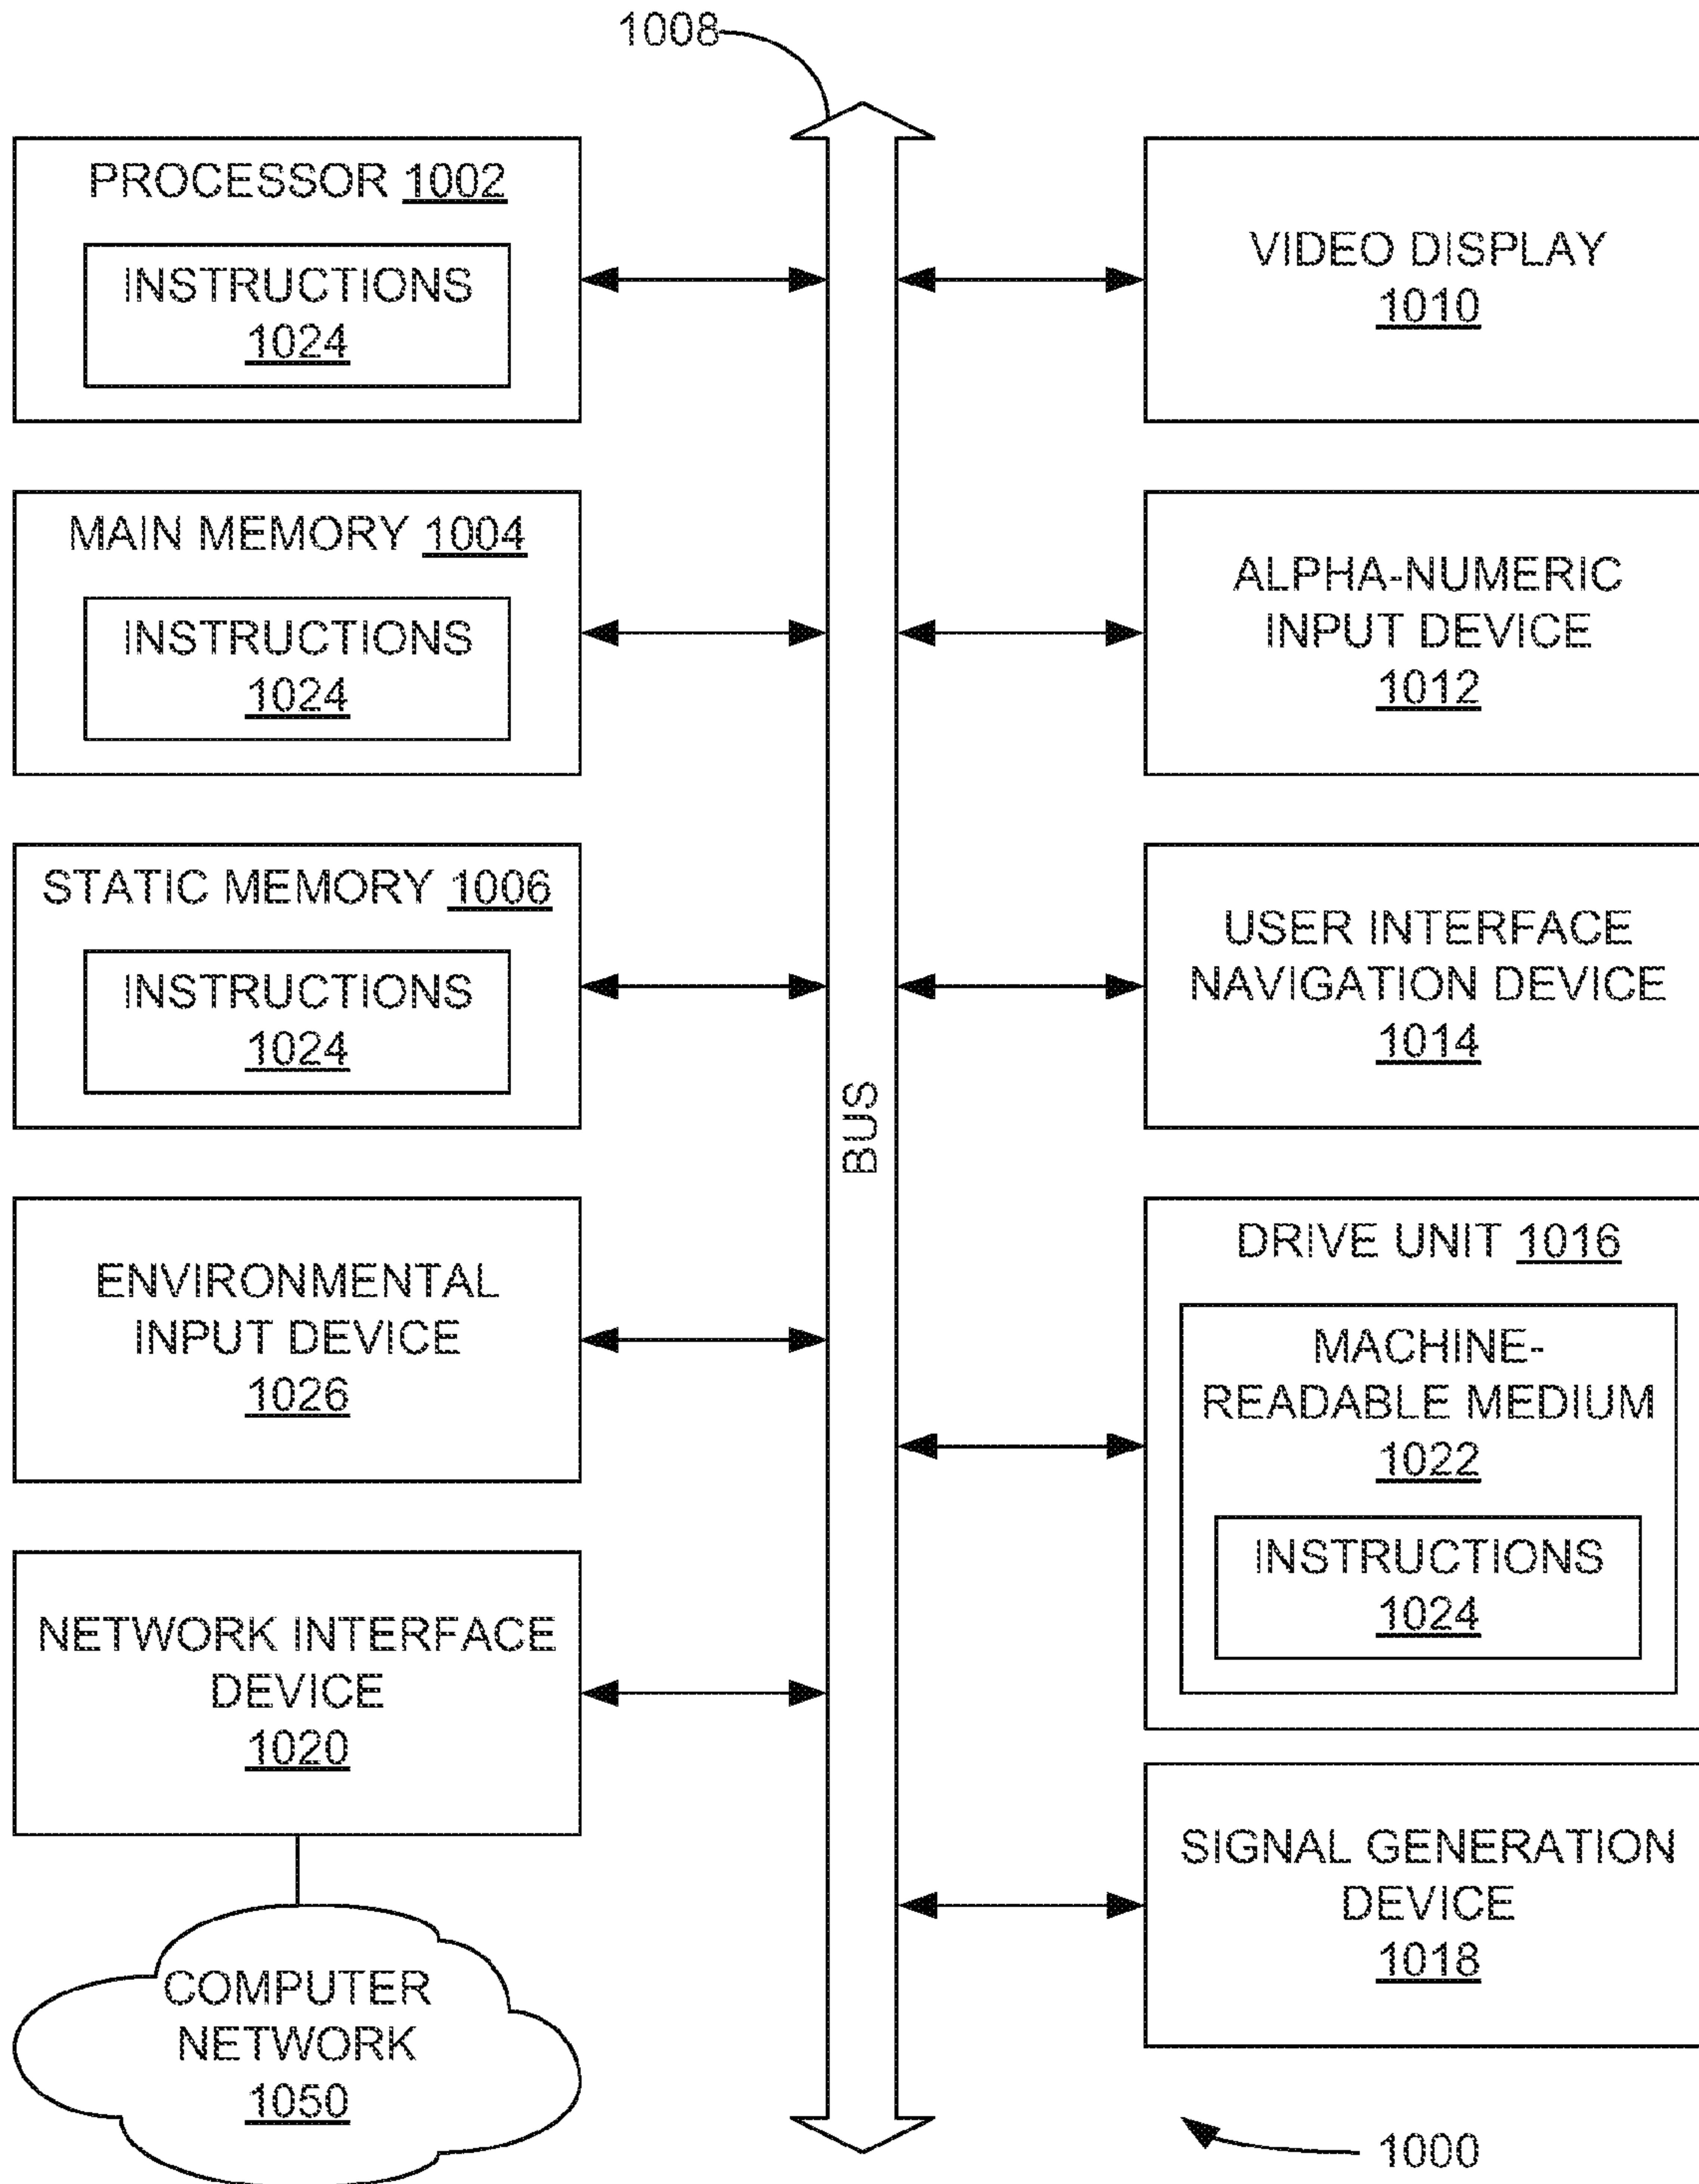 1008
PROCESSOR 1002
INSTRUCTIONS
1024
MAIN MEMORY 1004
INSTRUCTIONS
1024
STATIC MEMORY 1006
INSTRUCTIONS
1024
ENVIRONMENTAL
INPUT DEVICE
1026
NETWORK INTERFACE
DEVICE
1020
COMPUTER
NETWORK
1050
BUS
VIDEO DISPLAY
1010
ALPHA-NUMERIC
INPUT DEVICE
1012
USER INTERFACE
NAVIGATION DEVICE
1014
DRIVE UNIT 1016
MACHINE-
READABLE MEDIUM
1022
INSTRUCTIONS
1024
SIGNAL GENERATION
DEVICE
1018
1000